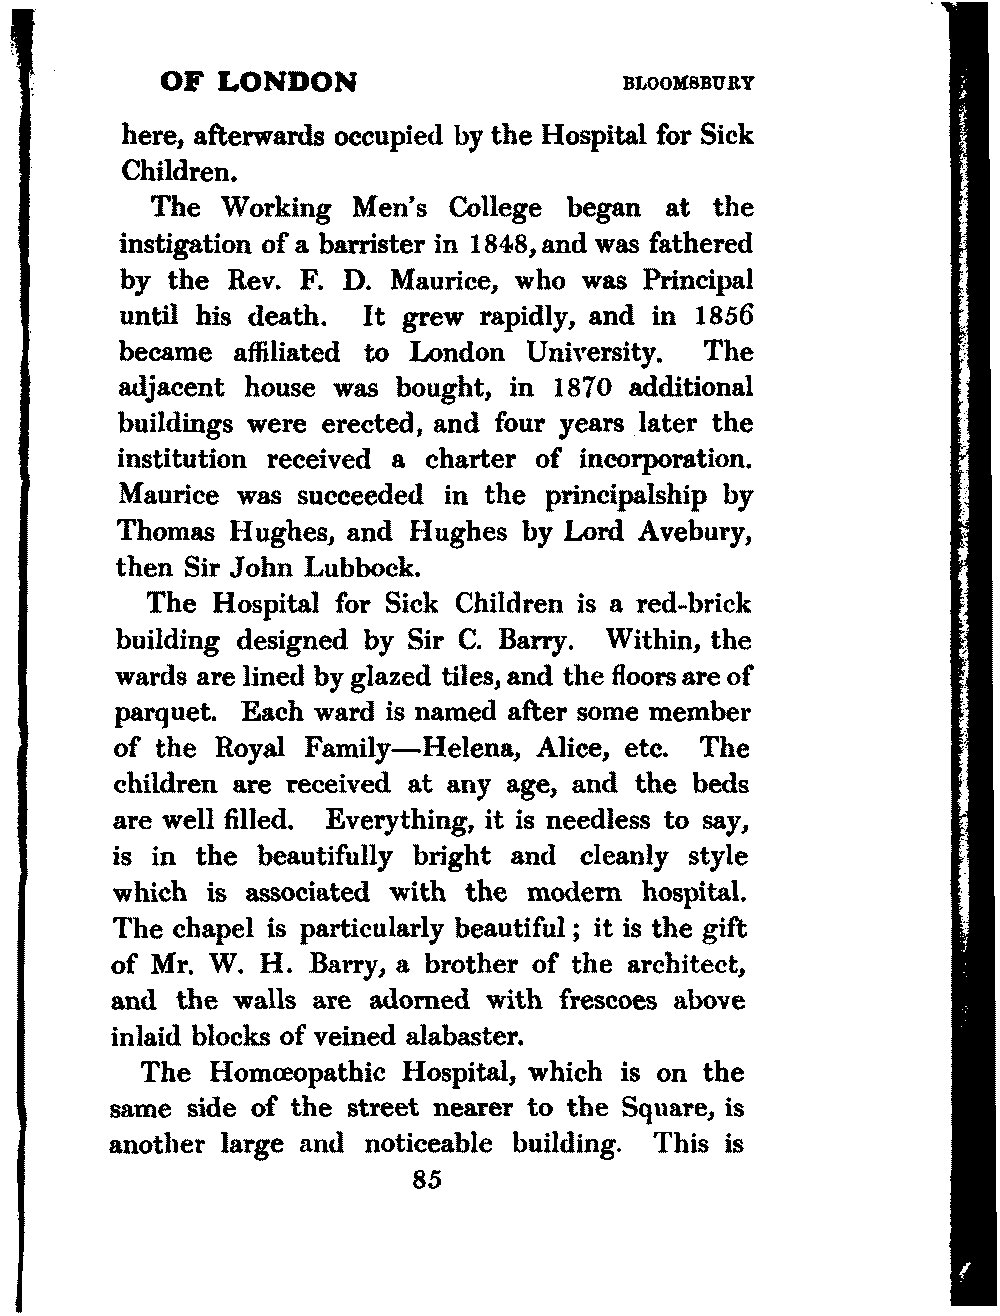 OF LONDON BLOOMSBURY
here, afterwards occupied by the Hospital for Sick
Children.
The Working Men's College began at the
instigation of a barrister in 1848, and was fathered
by the Rev. F. D. Maurice, who was Principal
until his death. It grew rapidly, and in 1856
became affiliated to London University. The
adjacent house was bought, in 1870 additional
buildings were erected, and four years later the
institution received a charter of incorporation.
Maurice was succeeded in the principalship by
Thomas Hughes, and Hughes by Lord Avebury,
then Sir John Lubbock.
The Hospital for Sick Children is a red-brick
building designed by Sir C. Barry. Within, the
wards are lined by glazed tiles, and the floors are of
parquet. Each ward is named after some member
of the Royal Family—Helena, Alice, etc. The
children are received at any age, and the beds
are well filled. Everything, it is needless to say,
is in the beautifully bright and cleanly style
which is associated with the modern hospital.
The chapel is particularly beautiful; it is the gift
of Mr. W. H. Barry, a brother of the architect,
and the walls are adorned with frescoes above
inlaid blocks of veined alabaster.
The Homœopathic Hospital, which is on the
same side of the street nearer to the Square, is
another large and noticeable building. This is
85